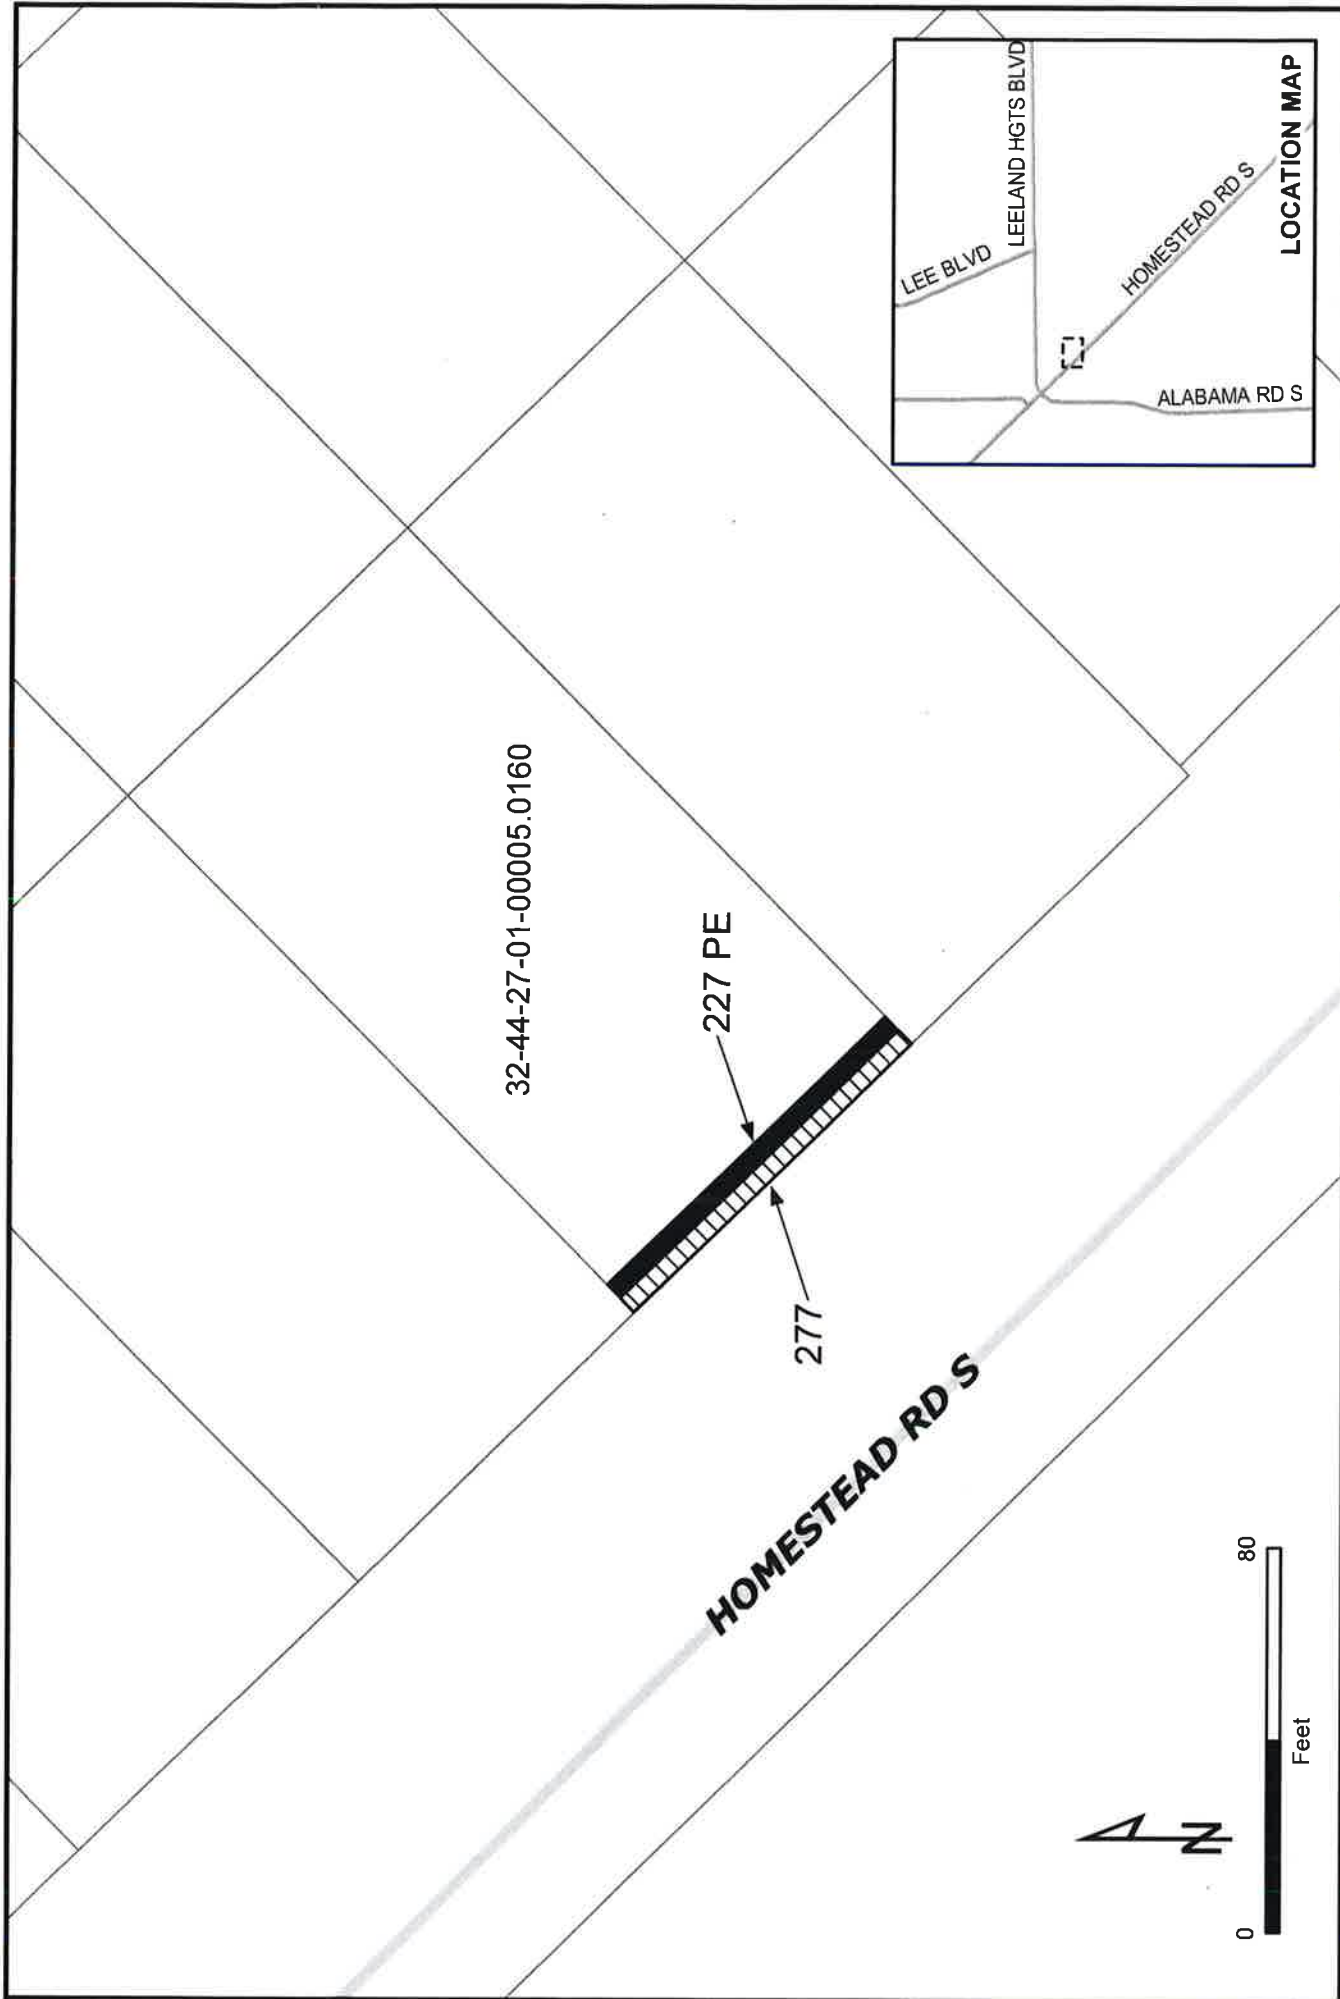 32-44-27-01-00005.0160
227 PE
277
HOMESTEAD RD S
N
0
80
Feet
LEE BLVD
LEELAND HGTS BLVD
HOMESTEAD RD S
ALABAMA RD S
LOCATION MAP